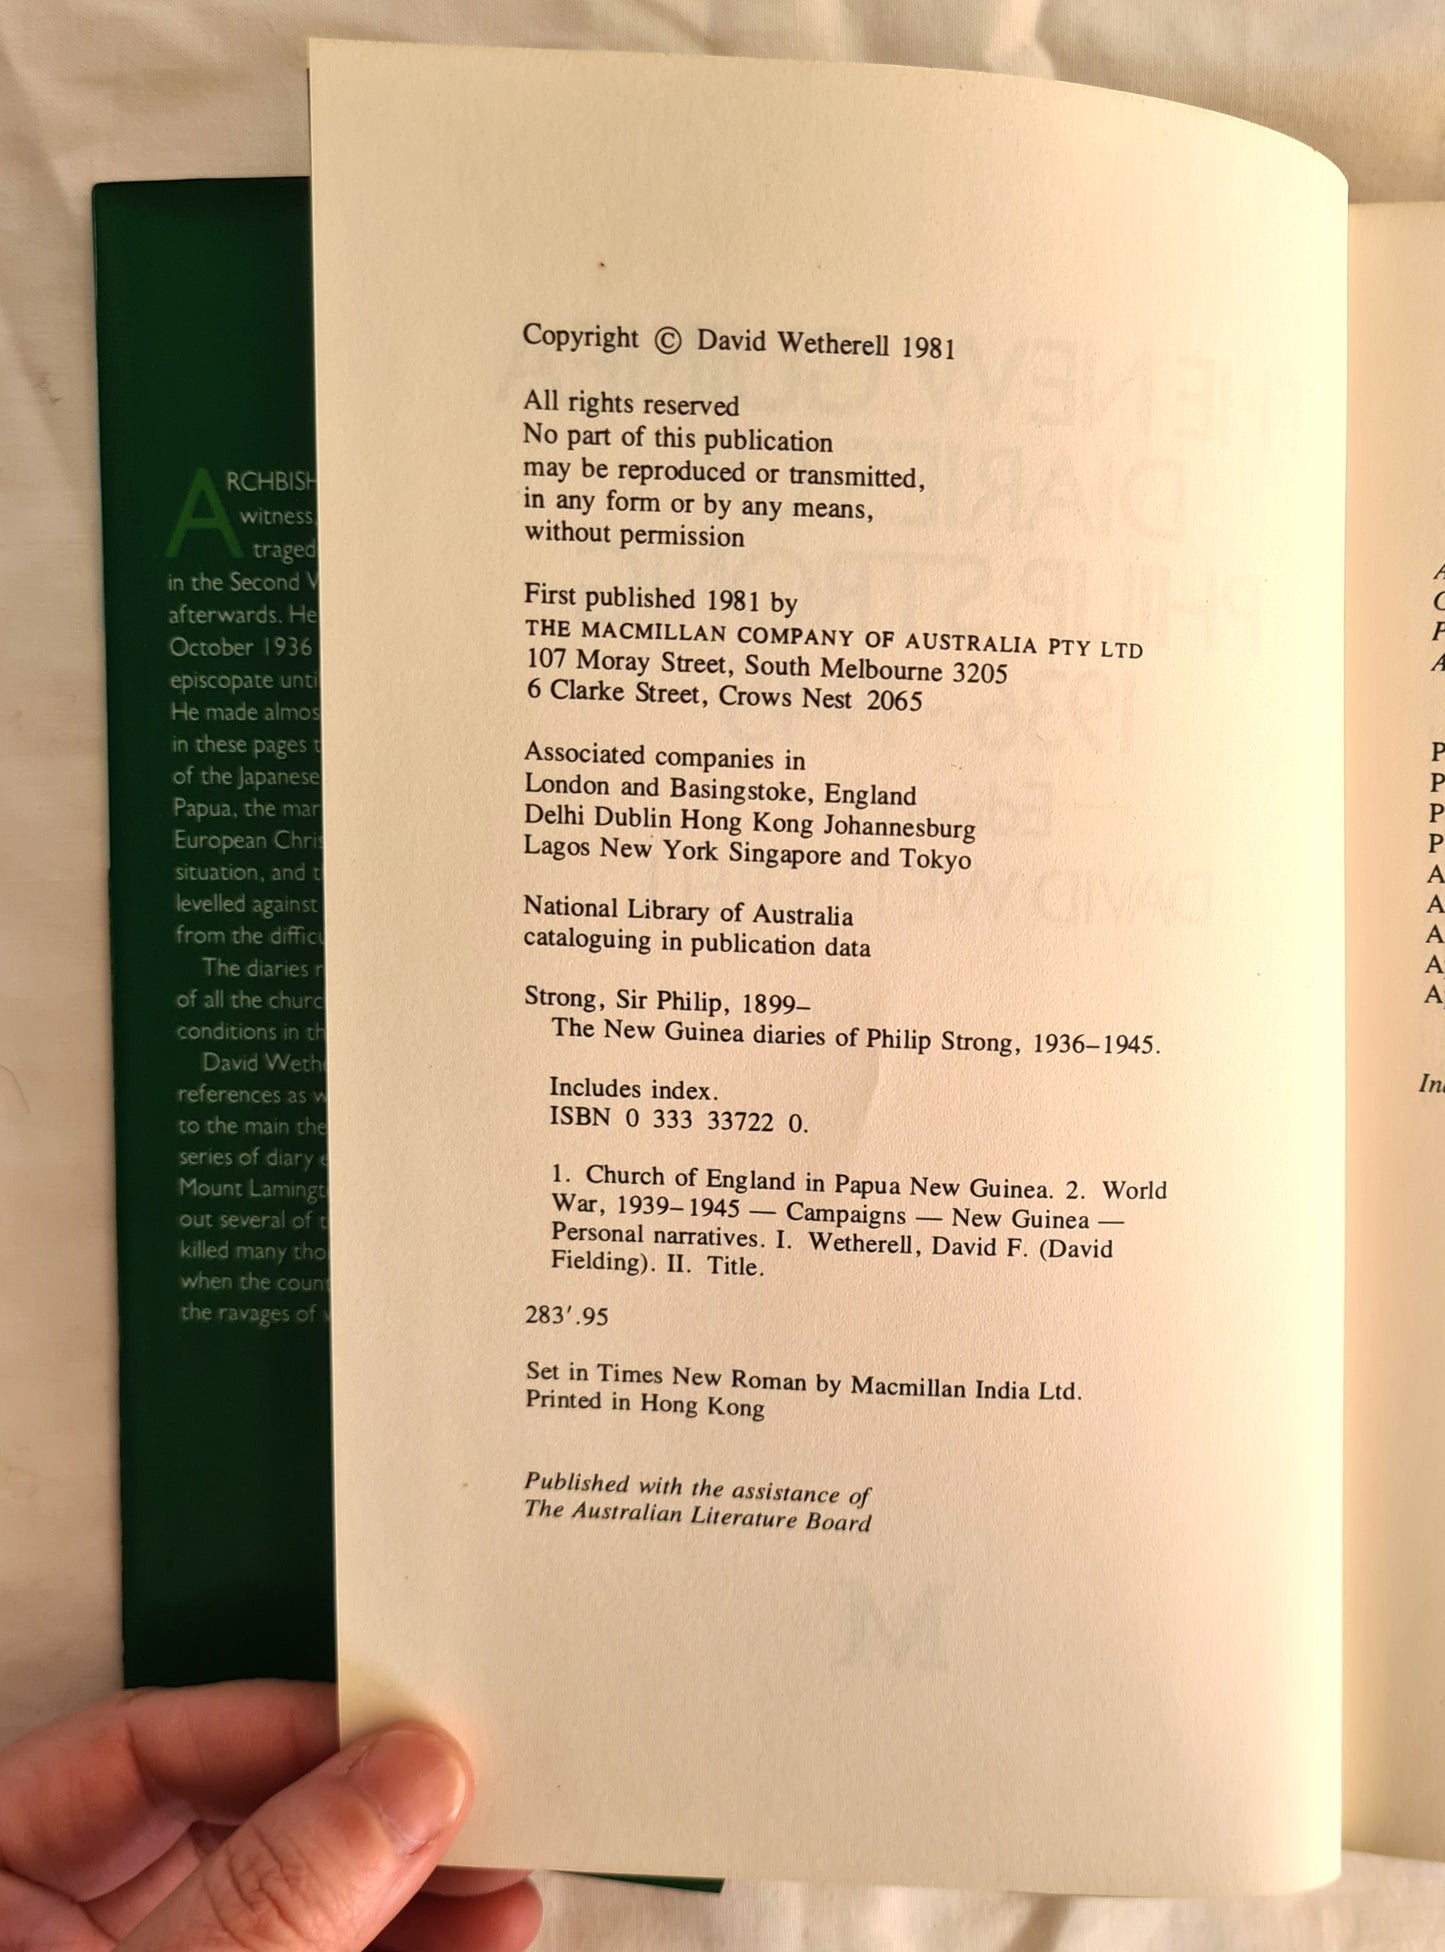 Copyright © David Wetherell 1981
All rights reserved
No part of this publication
may be reproduced or transmitted,
in any form or by any means,
without permission
First published 1981 by
THE MACMILLAN COMPANY OF AUSTRALIA PTY LTD
107 Moray Street, South Melbourne 3205
6 Clarke Street, Crows Nest 2065
Associated companies in
London and Basingstoke, England
Delhi Dublin Hong Kong Johannesburg
Lagos New York Singapore and Tokyo
National Library of Australia
cataloguing in publication data
Strong, Sir Philip, 1899–
The New Guinea diaries of Philip Strong, 1936–1945.
Includes index.
ISBN 0 333 33722 0.
1. Church of England in Papua New Guinea. 2. World
War, 1939–1945 — Campaigns — New Guinea —
Personal narratives. I. Wetherell, David F. (David
Fielding). II. Title.
283′.95
Set in Times New Roman by Macmillan India Ltd.
Printed in Hong Kong
Published with the assistance of
The Australian Literature Board
ARCHBISH
witness
traged
in the Second
afterwards. He
October 1936
episcopate unti
He made almos
in these pages
of the Japanese
Papua, the mar
European Chris
situation, and
levelled against
from the difficu
The diaries
of all the churc
conditions in th
David Weth
references as
to the main the
series of diary
Mount Lamingt
out several of
killed many tho
when the coun
the ravages of